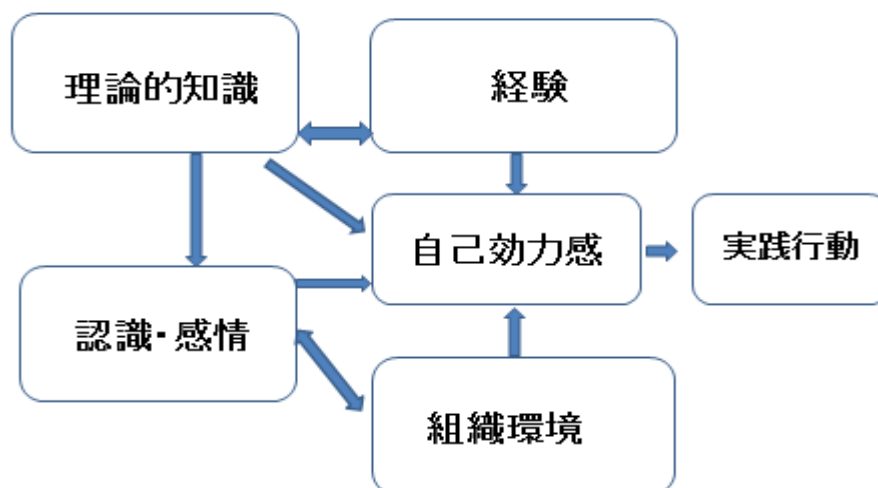 理論的知識
経験
自己効力感
実践行動
認識・感情
組織環境